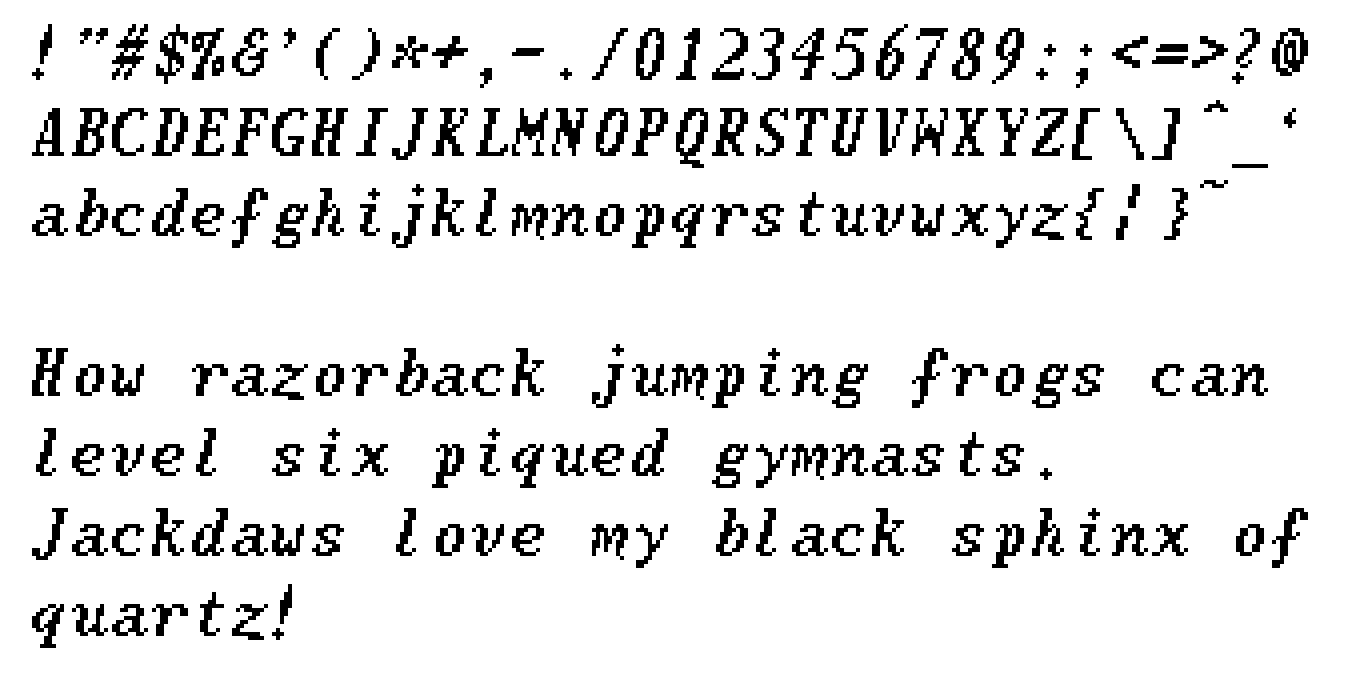 !"#$%&'()*+,-./0123456789:;<=>?@
ABCDEFGHIJKLMNOPQRSTUVWXYZ[\]^_‘
abcdefghijklmnopqrstuvwxyz{¦}~
How razorback jumping frogs can
level six piqued gymnasts.
Jackdaws love my black sphinx of
quartz!